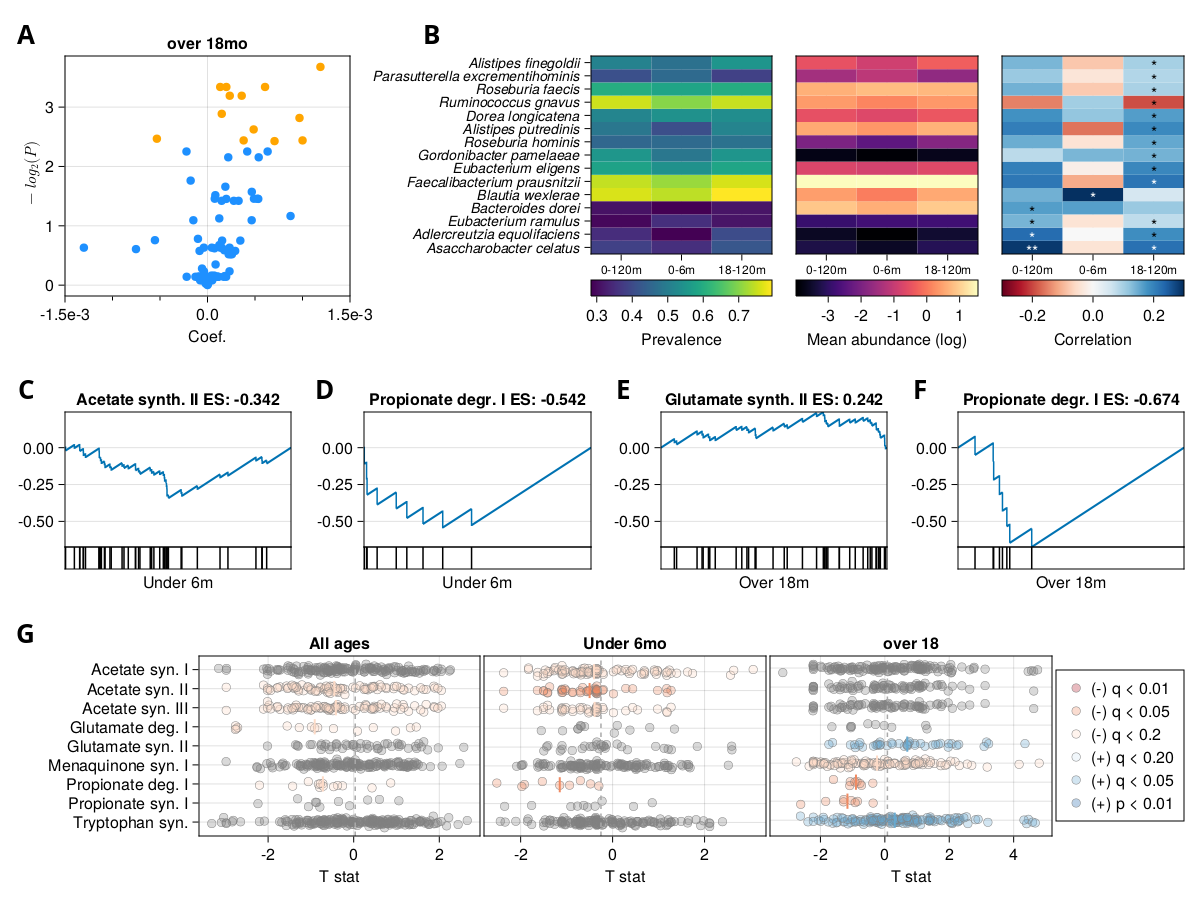 A
over 18mo
3
2
1
0
− log₂(P)
-1.5e-3
0.0
1.5e-3
Coef.
B
Alistipes finegoldii
Parasutterella excrementihominis
Roseburia faecis
Ruminococcus gnavus
Dorea longicatena
Alistipes putredinis
Roseburia hominis
Gordonibacter pamelaeae
Eubacterium eligens
Faecalibacterium prausnitzii
Blautia wexlerae
Bacteroides dorei
Eubacterium ramulus
Adlercreutzia equolifaciens
Asaccharobacter celatus
0-120m 0-6m 18-120m
0.3 0.4 0.5 0.6 0.7
Prevalence
0-120m 0-6m 18-120m
-3 -2 -1 0 1
Mean abundance (log)
*
*
*
*
*
*
*
*
*
*
*
*
* *
* *
** *
0-120m 0-6m 18-120m
-0.2 0.0 0.2
Correlation
C
Acetate synth. II ES: -0.342
0.00
-0.25
-0.50
Under 6m
D
Propionate degr. I ES: -0.542
0.00
-0.25
-0.50
Under 6m
E
Glutamate synth. II ES: 0.242
0.00
-0.25
-0.50
Over 18m
F
Propionate degr. I ES: -0.674
0.00
-0.25
-0.50
Over 18m
G
All ages
Under 6mo
over 18
Acetate syn. I
Acetate syn. II
Acetate syn. III
Glutamate deg. I
Glutamate syn. II
Menaquinone syn. I
Propionate deg. I
Propionate syn. I
Tryptophan syn.
-2 0 2
T stat
-2 0 2
T stat
-2 0 2 4
T stat
(-) q < 0.01
(-) q < 0.05
(-) q < 0.2
(+) q < 0.20
(+) q < 0.05
(+) p < 0.01